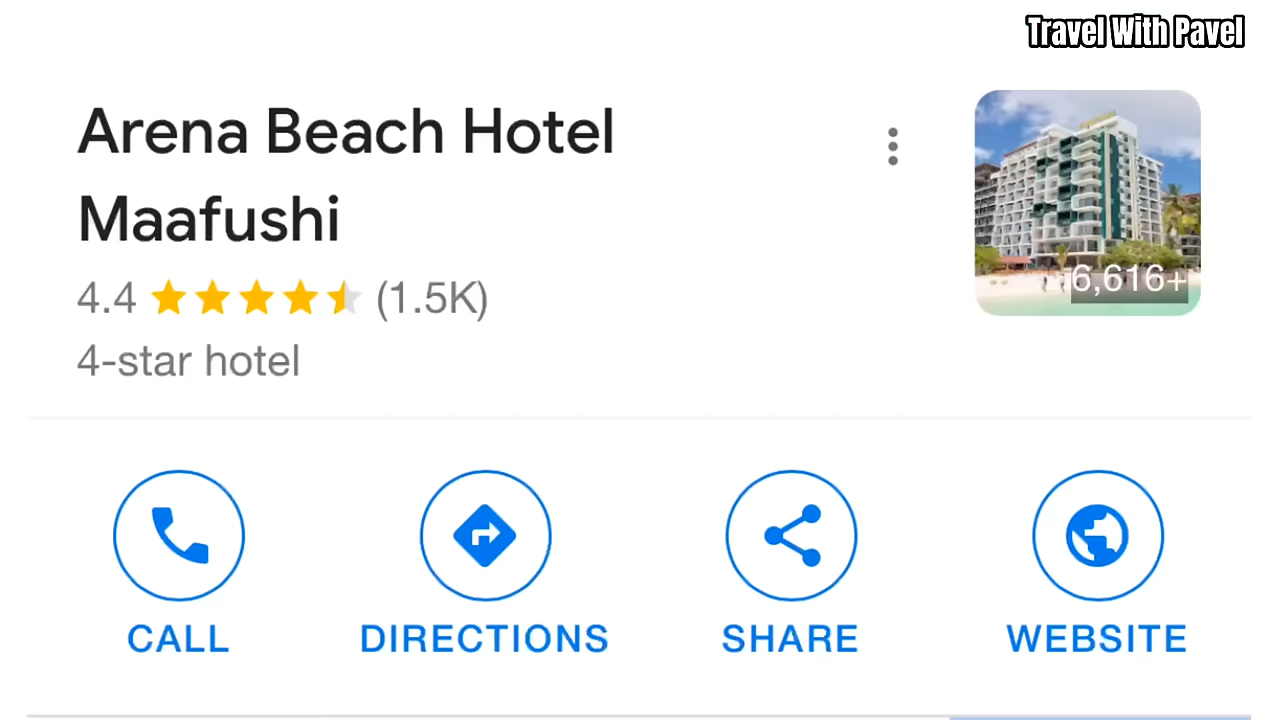 Travel With Pavel
Arena Beach Hotel
Maafushi
4.4 (1.5K)
6,616+
4-star hotel
CALL
DIRECTIONS
SHARE
WEBSITE